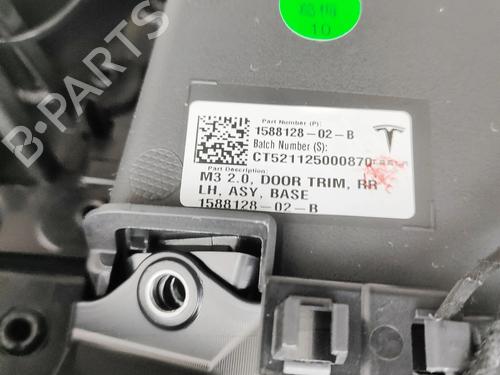 10
Part Number (P):
1588128-02-B
Batch Number (S):
CT521125000870
Part Description:
M3 2.0, DOOR TRIM, RR
LH, ASY, BASE
1588128-02-B
B-PARTS